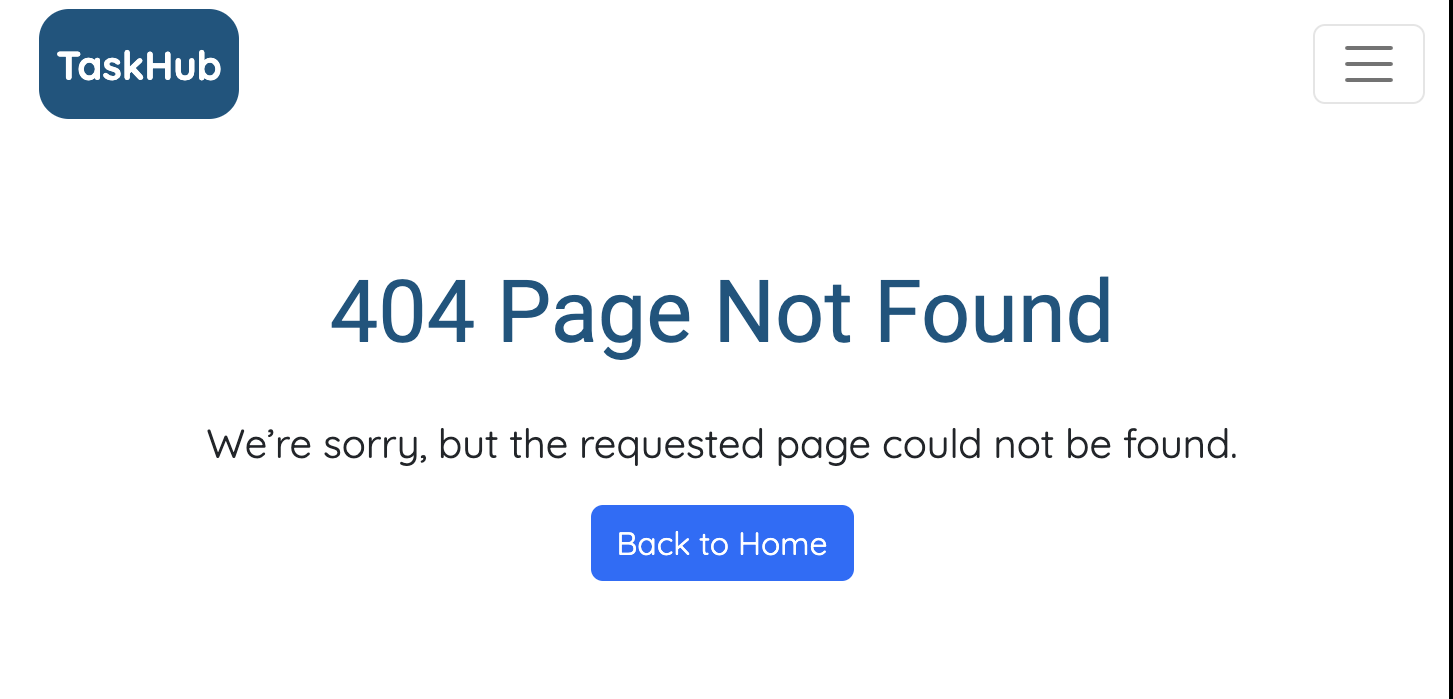 TaskHub
404 Page Not Found
We’re sorry, but the requested page could not be found.
Back to Home